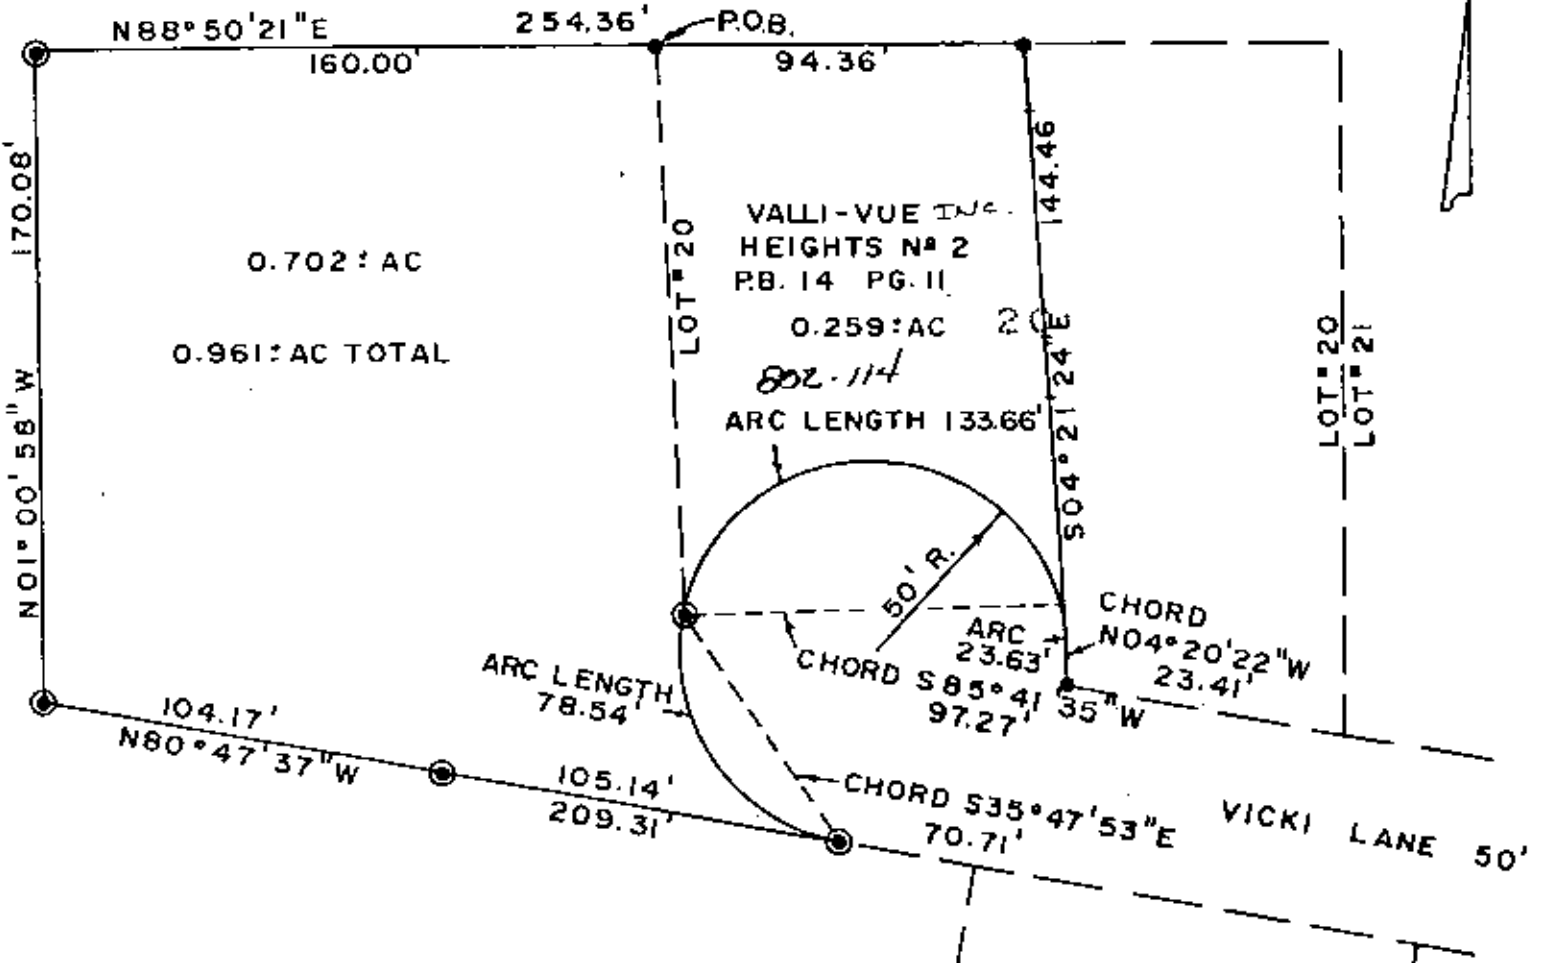 N88°50'21"E
254.36'
P.O.B.
160.00'
94.36'
170.08'
N01°00'58"W
0.702± AC
0.961± AC TOTAL
LOT #20
VALLI-VUE INC.
HEIGHTS Nº 2
P.B. 14 PG. 11
0.259± AC
802-114
ARC LENGTH 133.66'
144.46
S04°21'24"E
20
LOT #20
LOT #21
50' R.
ARC
23.63'
CHORD
N04°20'22"W
23.41'
CHORD S85°41'35"W
97.27'
ARC LENGTH
78.54'
104.17'
N80°47'37"W
105.14'
209.31'
CHORD S35°47'53"E
70.71'
VICKI LANE 50'